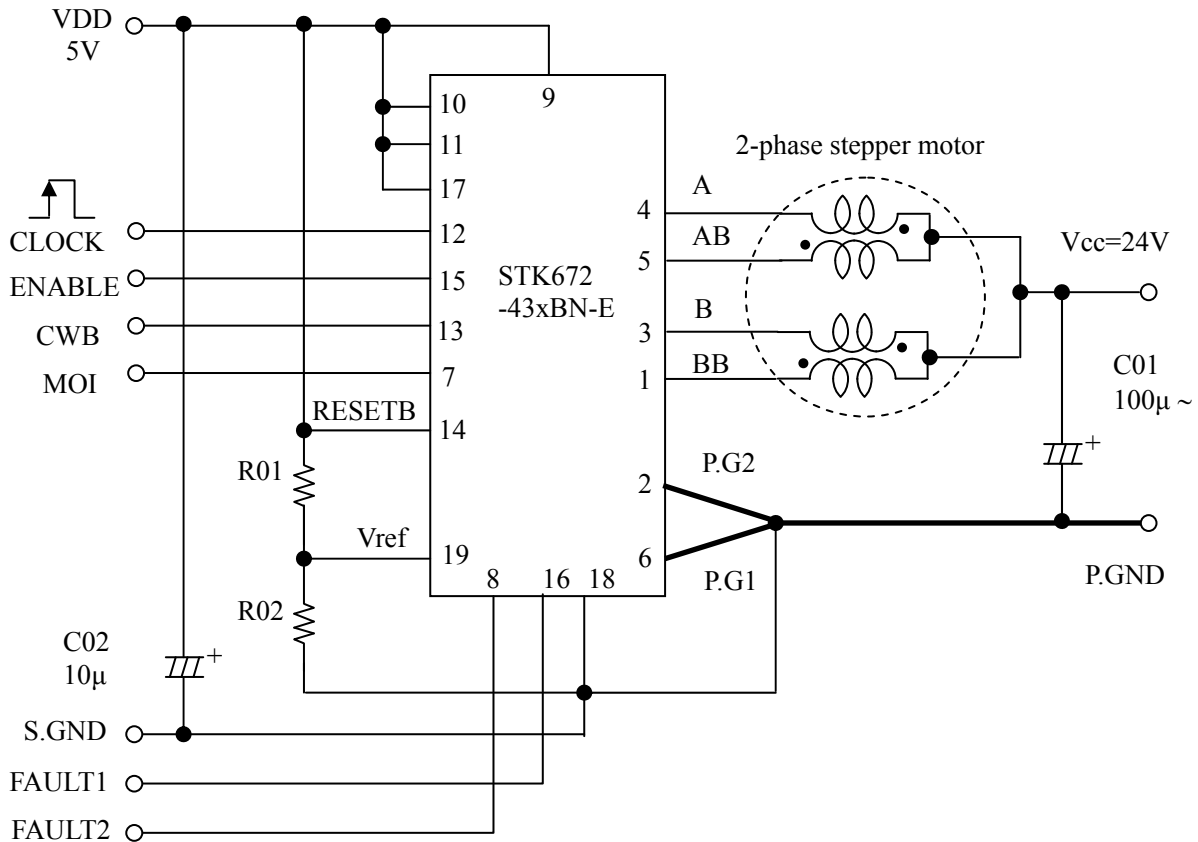 VDD
5V
9
10
11
17
2-phase stepper motor
A
4
CLOCK
12
AB
5
Vcc=24V
ENABLE
15
STK672
-43xBN-E
CWB
13
B
3
MOI
7
BB
1
C01
100µ ~
+
RESETB
14
R01
P.G2
2
Vref
19
6
P.G1
P.GND
8
16
18
R02
C02
10µ
+
S.GND
FAULT1
FAULT2